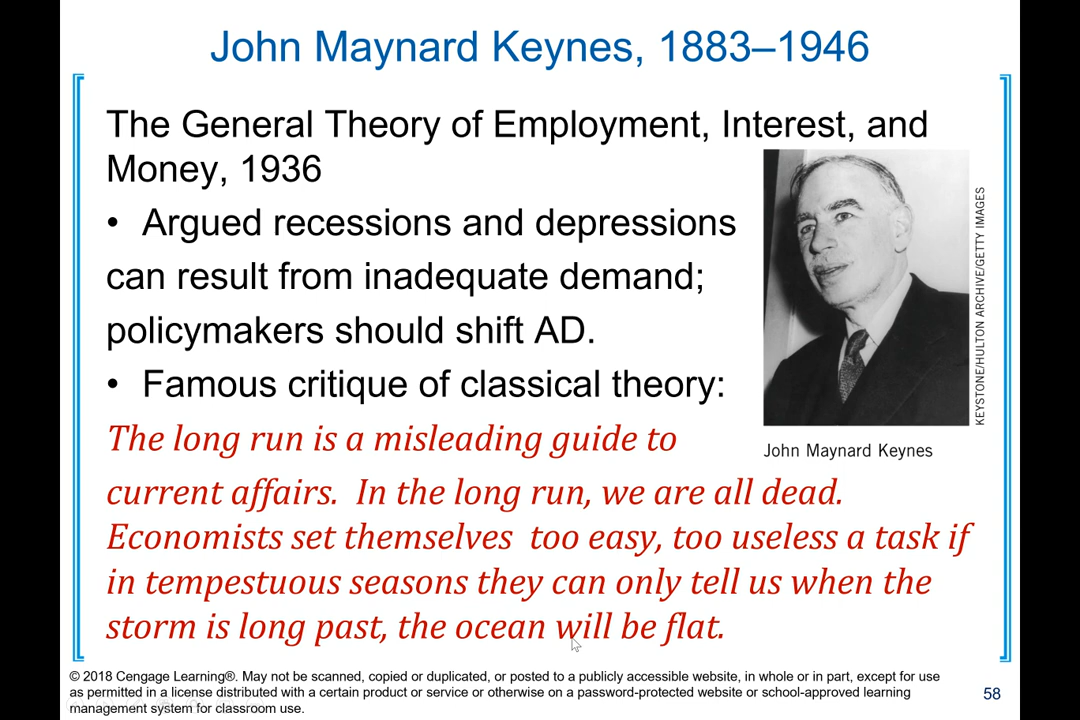 John Maynard Keynes, 1883–1946
The General Theory of Employment, Interest, and
Money, 1936
• Argued recessions and depressions
can result from inadequate demand;
policymakers should shift AD.
• Famous critique of classical theory:
The long run is a misleading guide to
current affairs. In the long run, we are all dead.
Economists set themselves too easy, too useless a task if
in tempestuous seasons they can only tell us when the
storm is long past, the ocean will be flat.
KEYSTONE/HULTON ARCHIVE/GETTY IMAGES
John Maynard Keynes
© 2018 Cengage Learning®. May not be scanned, copied or duplicated, or posted to a publicly accessible website, in whole or in part, except for use
as permitted in a license distributed with a certain product or service or otherwise on a password-protected website or school-approved learning
management system for classroom use.
58